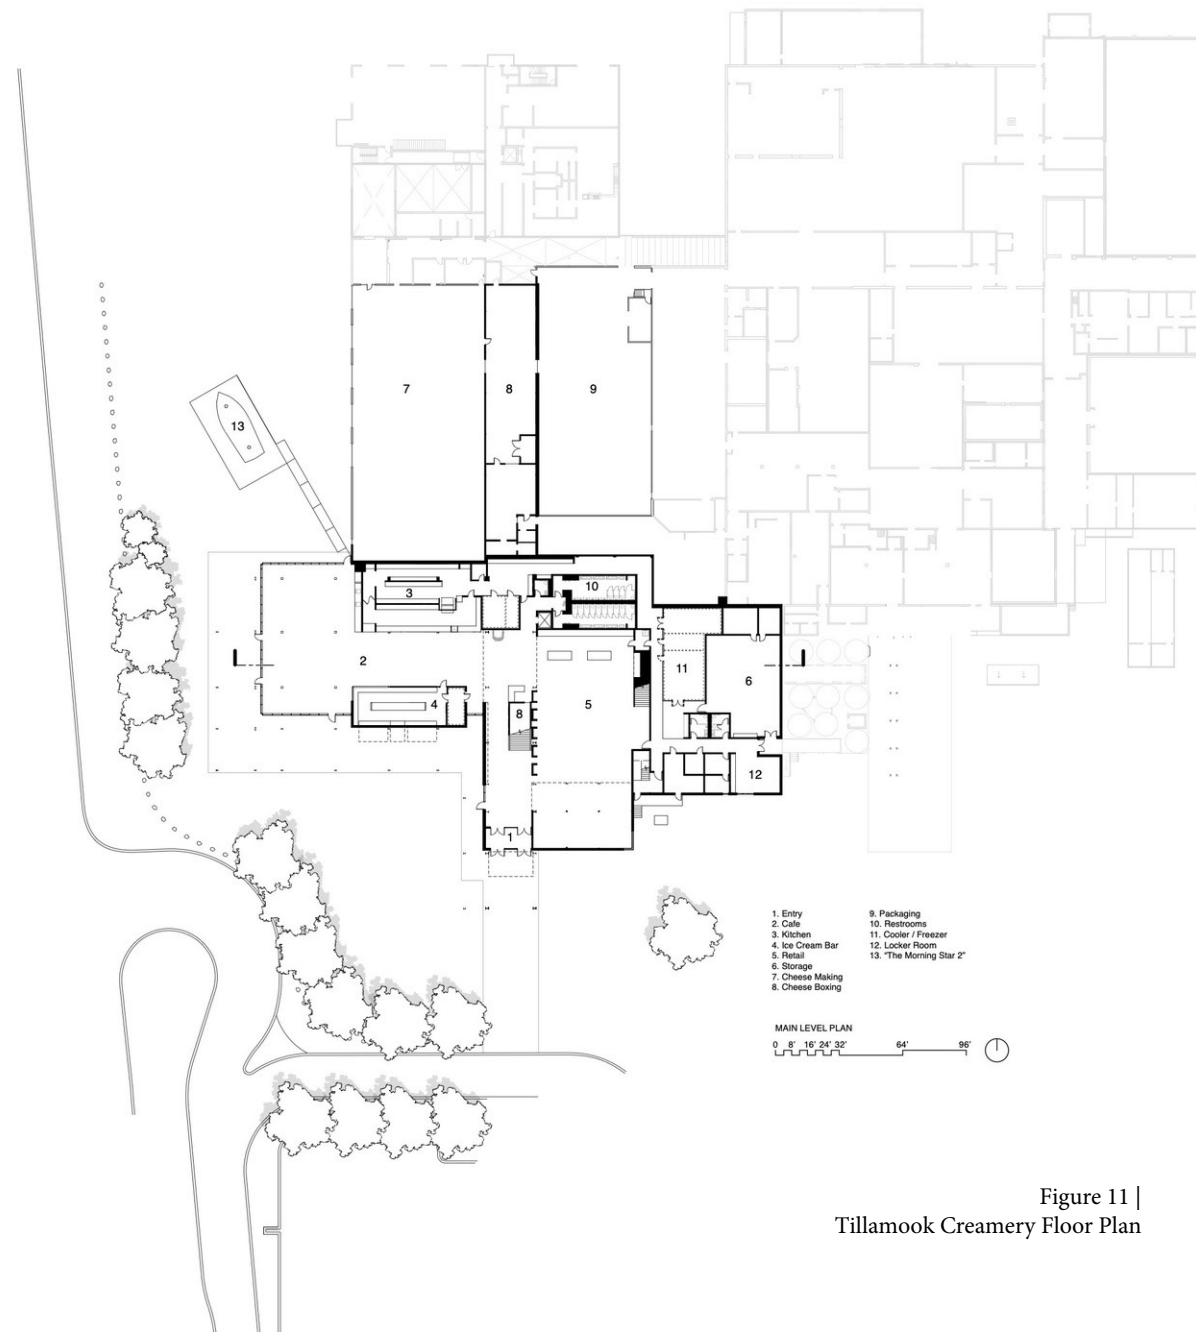 7
8
9
13
10
3
2
11
6
4
5
8
12
1
1. Entry
2. Cafe
3. Kitchen
4. Ice Cream Bar
5. Retail
6. Storage
7. Cheese Making
8. Cheese Boxing
9. Packaging
10. Restrooms
11. Cooler / Freezer
12. Locker Room
13. "The Morning Star 2"
MAIN LEVEL PLAN
0 8' 16' 24' 32' 64' 96'
Figure 11 |
Tillamook Creamery Floor Plan